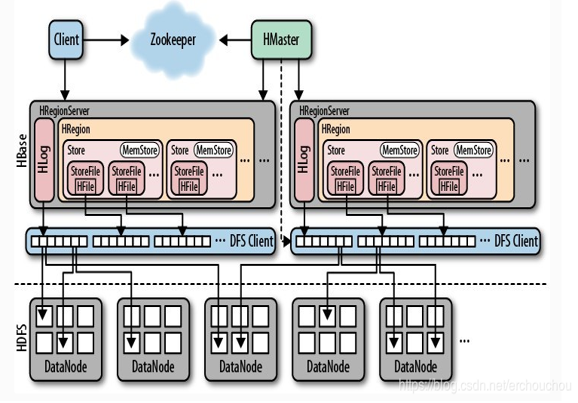 Client
Zookeeper
HMaster
HBase
HRegionServer
HLog
HRegion
Store
MemStore
StoreFile
HFile
StoreFile
HFile
...
Store
MemStore
StoreFile
HFile
...
...
...
HRegionServer
HLog
HRegion
Store
MemStore
StoreFile
HFile
StoreFile
HFile
...
Store
MemStore
StoreFile
HFile
...
...
...
... DFS Client
... DFS Client
HDFS
DataNode
DataNode
DataNode
DataNode
DataNode
...
https://blog.csdn.net/erchouchou